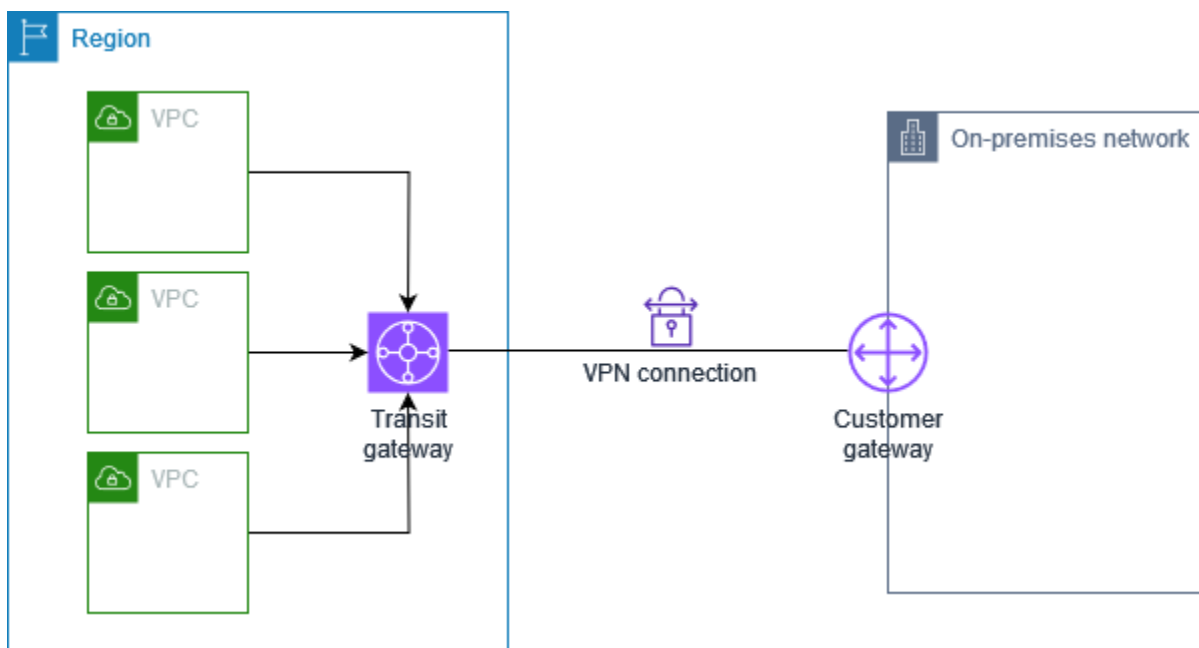 Region
VPC
On-premises network
VPC
VPN connection
Transit
gateway
Customer
gateway
VPC